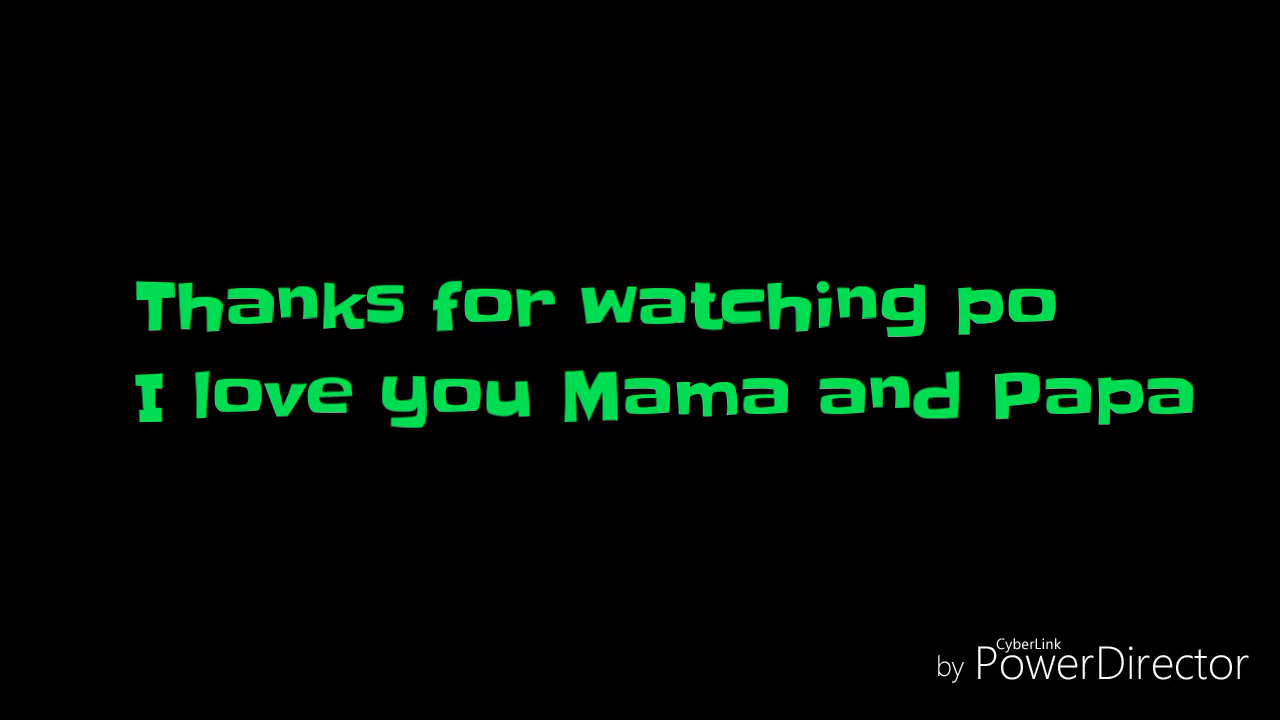 Thanks for watching po
I love you Mama and Papa
CyberLink
by PowerDirector